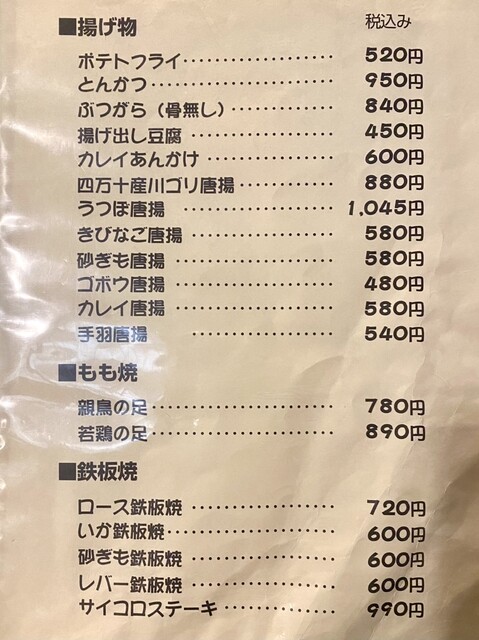 ■揚げ物 税込み
ポテトフライ・・・・・・・・・・・・・・・・・・ 520円
とんかつ・・・・・・・・・・・・・・・・・・・・ 950円
ぶつがら（骨無し）・・・・・・・・・・・・ 840円
揚げ出し豆腐 ・・・・・・・・・・・・・・・・ 450円
カレイあんかけ ・・・・・・・・・・・・・・ 600円
四万十産川ゴリ唐揚・・・・・・・・・・・ 880円
うつぼ唐揚 ・・・・・・・・・・・・・・・・ 1,045円
きびなご唐揚 ・・・・・・・・・・・・・・・・ 580円
砂ぎも唐揚 ・・・・・・・・・・・・・・・・・・ 580円
ゴボウ唐揚 ・・・・・・・・・・・・・・・・・・ 480円
カレイ唐揚 ・・・・・・・・・・・・・・・・・・ 580円
手羽唐揚 ・・・・・・・・・・・・・・・・ 540円
■もも焼
親鳥の足・・・・・・・・・・・・・・・・・・・・ 780円
若鶏の足・・・・・・・・・・・・・・・・・・・・ 890円
■鉄板焼
ロース鉄板焼 ・・・・・・・・・・・・・・・・ 720円
いか鉄板焼・・・・・・・・・・・・・・・・・・ 600円
砂ぎも鉄板焼 ・・・・・・・・・・・・・・・・ 600円
レバー鉄板焼 ・・・・・・・・・・・・・・・・ 600円
サイコロステーキ ・・・・・・・・・・・・ 990円